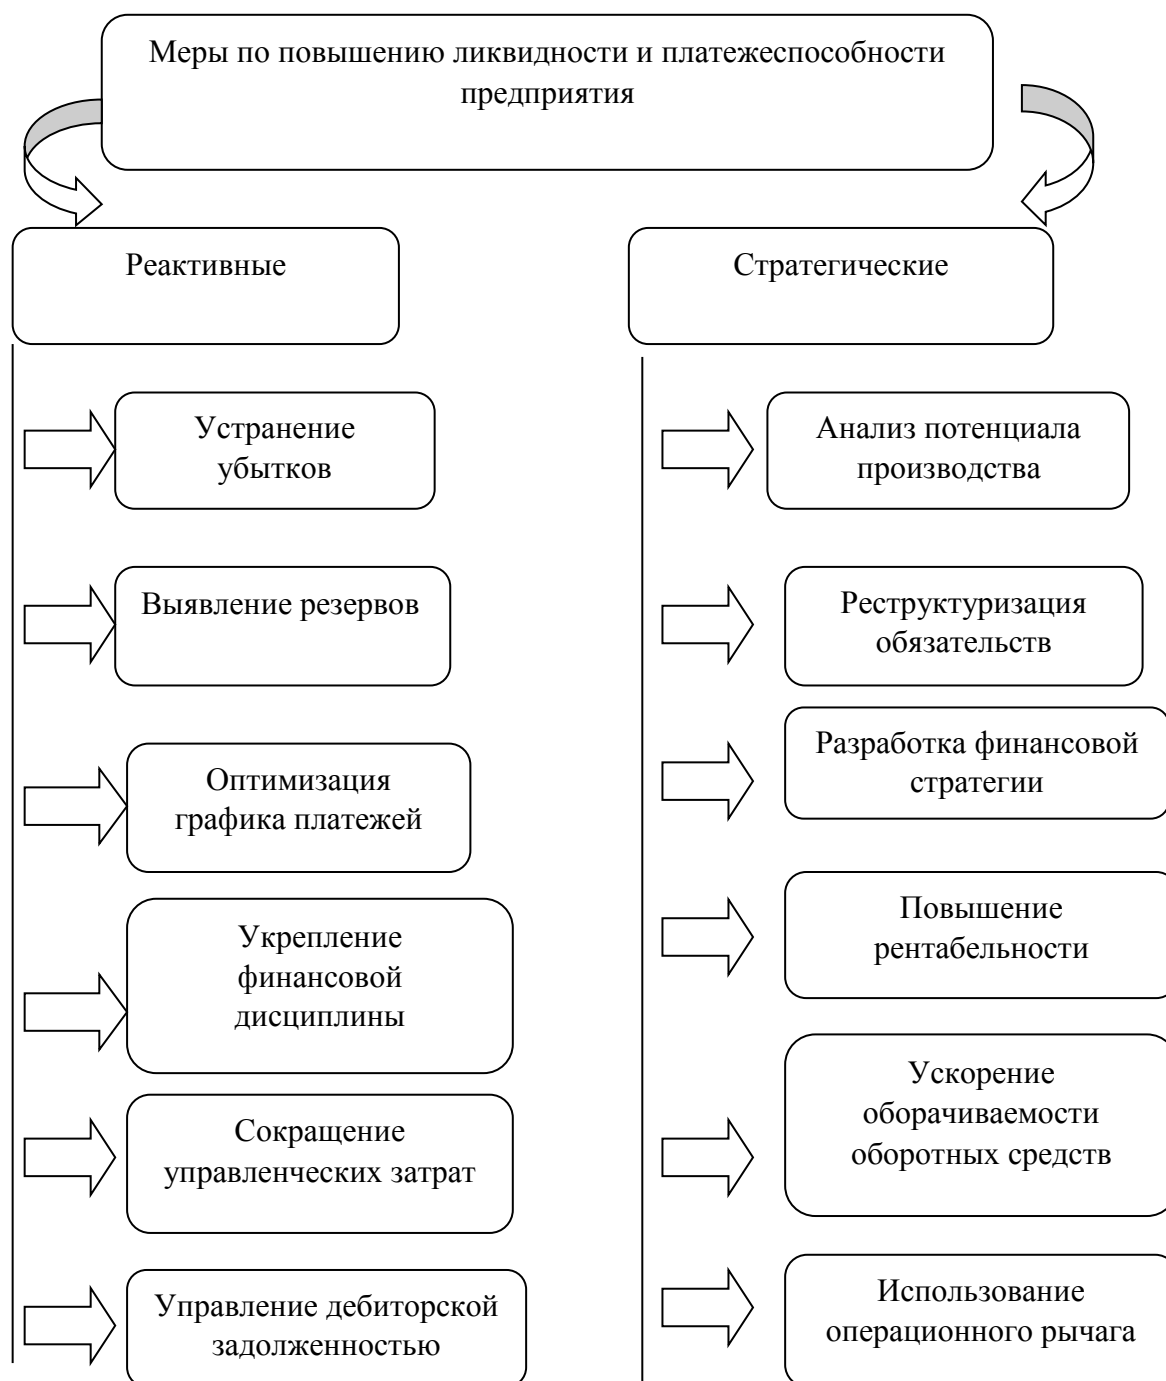 Меры по повышению ликвидности и платежеспособности
предприятия
Реактивные
Устранение
убытков
Выявление резервов
Оптимизация
графика платежей
Укрепление
финансовой
дисциплины
Сокращение
управленческих затрат
Управление дебиторской
задолженностью
Стратегические
Анализ потенциала
производства
Реструктуризация
обязательств
Разработка финансовой
стратегии
Повышение
рентабельности
Ускорение
оборачиваемости
оборотных средств
Использование
операционного рычага